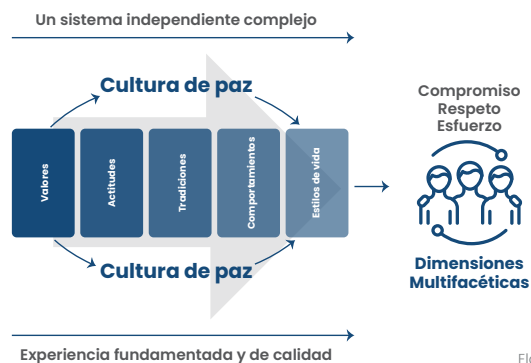 Un sistema independiente complejo
Cultura de paz
Valores
Actitudes
Tradiciones
Comportamientos
Estilos de vida
Cultura de paz
Compromiso
Respeto
Esfuerzo
Dimensiones
Multifacéticas
Experiencia fundamentada y de calidad